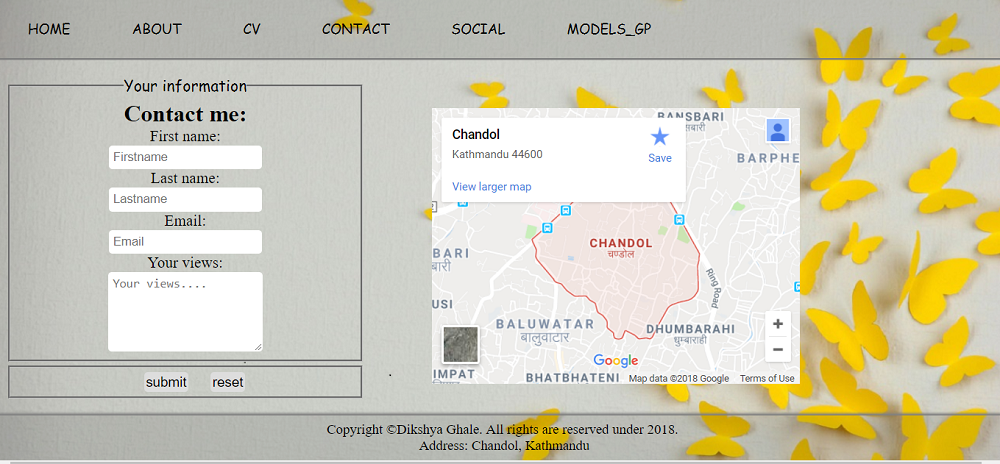 HOME ABOUT CV CONTACT SOCIAL MODELS_GP
Your information
Contact me:
First name:
Firstname
Last name:
Lastname
Email:
Email
Your views:
Your views....
submit reset
Chandol
Kathmandu 44600
Save
View larger map
BANSBARI
BARPHE
CHANDOL
चण्डोल
BARI
बारी
Ring Road
USI
BALUWATAR
बालुवाटार
DHUMBARAHI
धुम्बाराही
Google
IMPAT
BHATBHATENI
Map data ©2018 Google Terms of Use
Copyright ©Dikshya Ghale. All rights are reserved under 2018.
Address: Chandol, Kathmandu